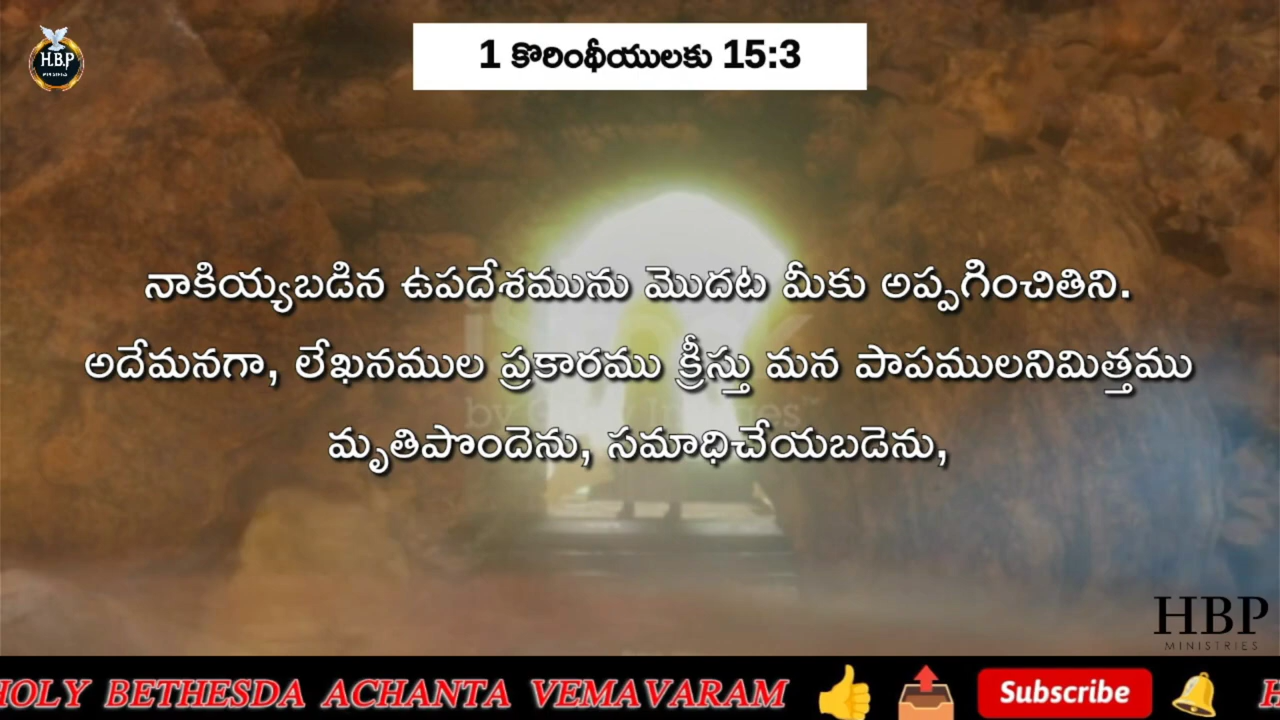 H.B.P
MINISTRIES
1 కొరింథీయులకు 15:3
నాకియ్యబడిన ఉపదేశమును మొదట మీకు అప్పగించితిని.
అదేమనగా, లేఖనముల ప్రకారము క్రీస్తు మన పాపములనిమిత్తము
మృతిపొందెను, సమాధిచేయబడెను,
HBP
MINISTRIES
HOLY BETHESDA ACHANTA VEMAVARAM
Subscribe